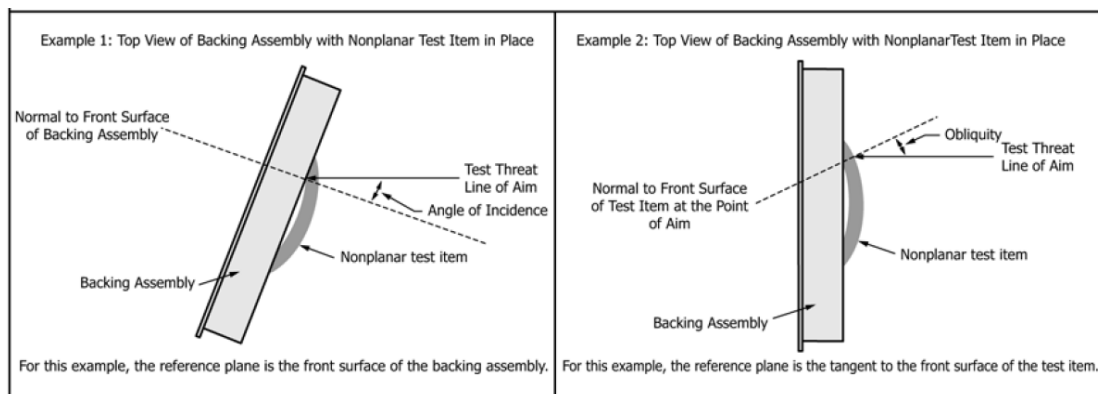 Example 1: Top View of Backing Assembly with Nonplanar Test Item in Place
Normal to Front Surface
of Backing Assembly
Test Threat
Line of Aim
Angle of Incidence
Nonplanar test item
Backing Assembly
For this example, the reference plane is the front surface of the backing assembly.
Example 2: Top View of Backing Assembly with NonplanarTest Item in Place
Obliquity
Test Threat
Line of Aim
Normal to Front Surface
of Test Item at the Point
of Aim
Nonplanar test item
Backing Assembly
For this example, the reference plane is the tangent to the front surface of the test item.